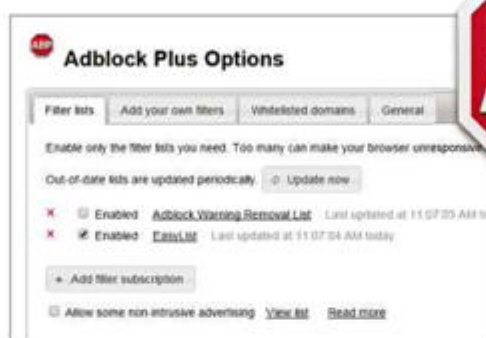 ABP
Adblock Plus Options
Filter lists
Add your own filters
Whitelisted domains
General
Enable only the filter lists you need. Too many can make your browser unresponsive.
Out-of-date lists are updated periodically. Update now
Enabled Adblock Warning Removal List Last updated at 11:07:05 AM
Enabled EasyList Last updated at 11:07:04 AM today
+ Add filter subscription
Allow some non-intrusive advertising View list Read more